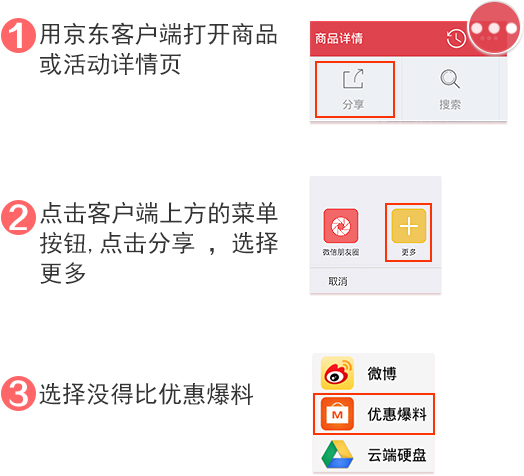 1 用京东客户端打开商品
或活动详情页
商品详情
分享
搜索
2 点击客户端上方的菜单
按钮,点击分享 ，选择
更多
微信朋友圈
更多
取消
3 选择没得比优惠爆料
微博
M 优惠爆料
云端硬盘